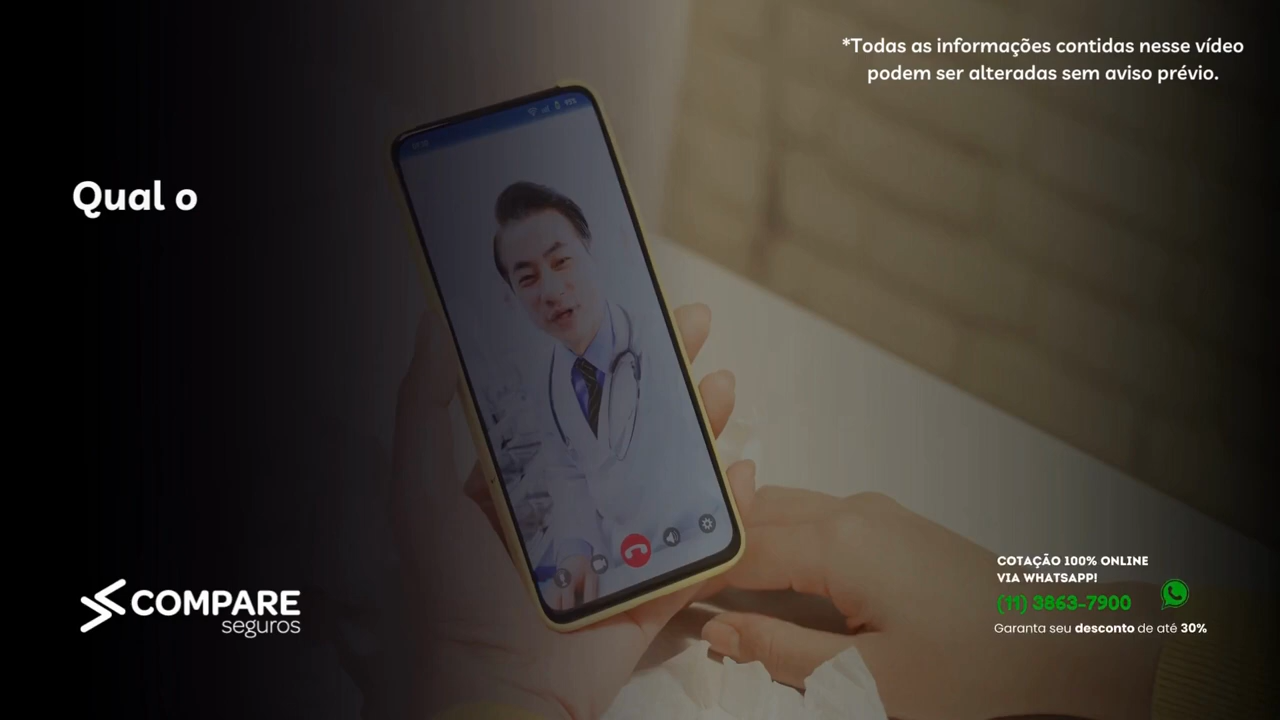 *Todas as informações contidas nesse vídeo
podem ser alteradas sem aviso prévio.
Qual o
COMPARE
seguros
COTAÇÃO 100% ONLINE
VIA WHATSAPP!
(11) 3863-7900
Garanta seu desconto de até 30%